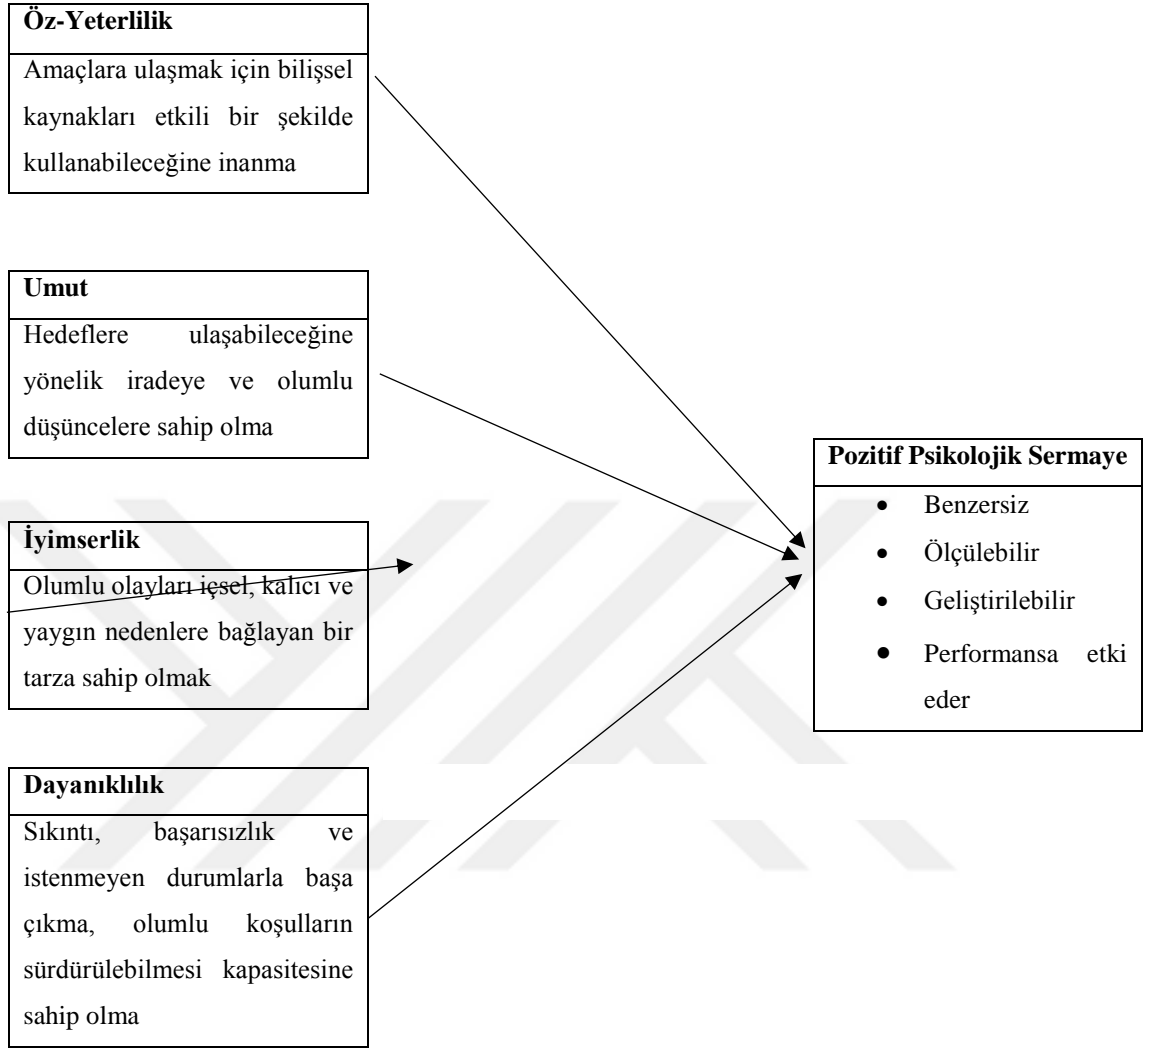 Öz-Yeterlilik
Amaçlara ulaşmak için bilişsel
kaynakları etkili bir şekilde
kullanabileceğine inanma
Umut
Hedeflere ulaşabileceğine
yönelik iradeye ve olumlu
düşüncelere sahip olma
İyimserlik
Olumlu olayları içsel, kalıcı ve
yaygın nedenlere bağlayan bir
tarza sahip olmak
Dayanıklılık
Sıkıntı, başarısızlık ve
istenmeyen durumlarla başa
çıkma, olumlu koşulların
sürdürülebilmesi kapasitesine
sahip olma
Pozitif Psikolojik Sermaye
• Benzersiz
• Ölçülebilir
• Geliştirilebilir
• Performansa etki
eder